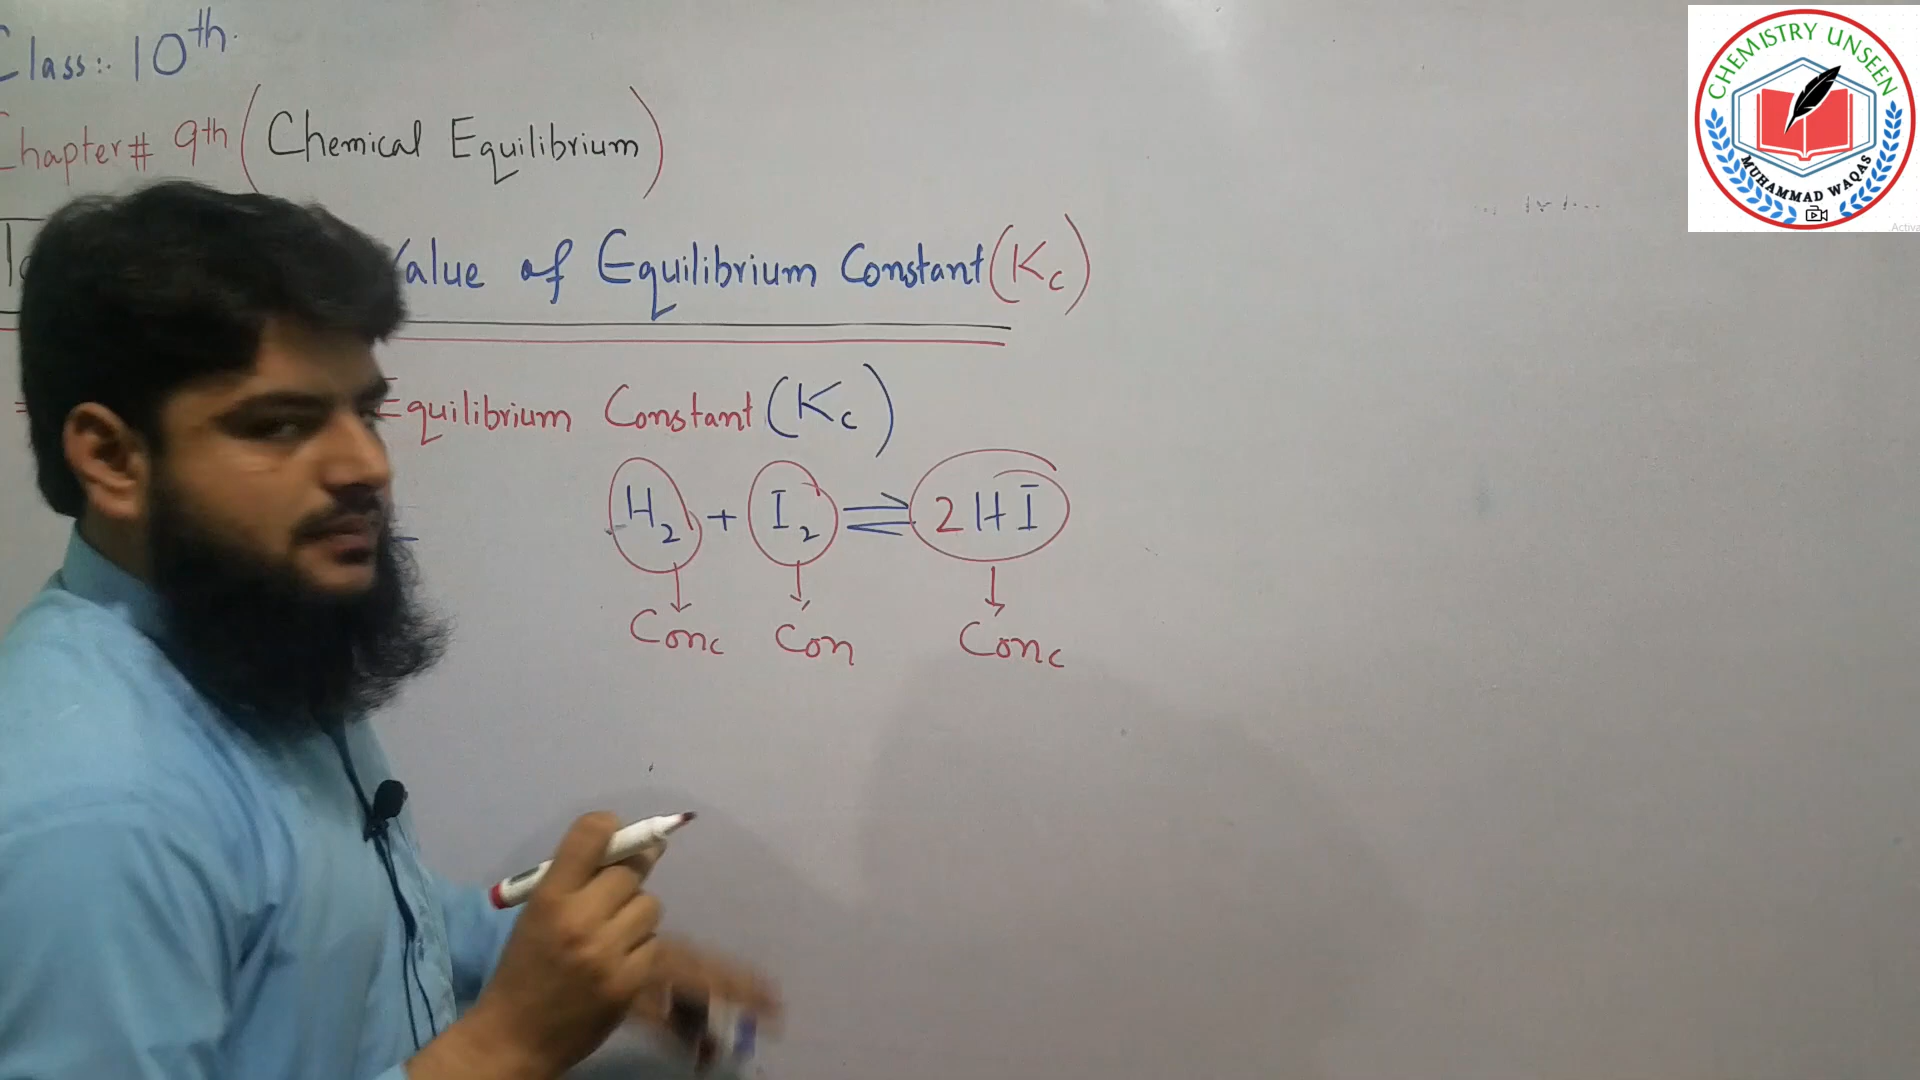 Class:. 10th.
Chapter# 9th (Chemical Equilibrium)
Value of Equilibrium Constant (Kc)
Equilibrium Constant (Kc)
H2 + I2 ⇌ 2HI
Conc Con Conc
CHEMISTRY UNSEEN
MUHAMMAD WAQAS